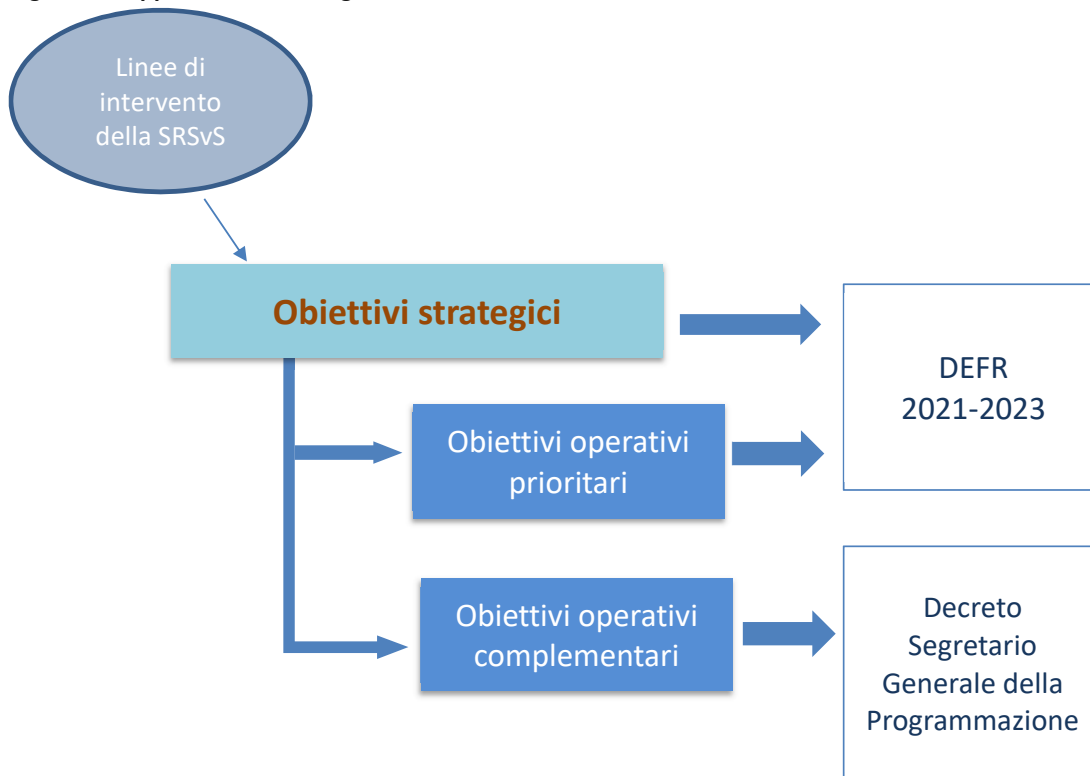 Linee di
intervento
della SRSvS
Obiettivi strategici
DEFR
2021-2023
Obiettivi operativi
prioritari
Obiettivi operativi
complementari
Decreto
Segretario
Generale della
Programmazione